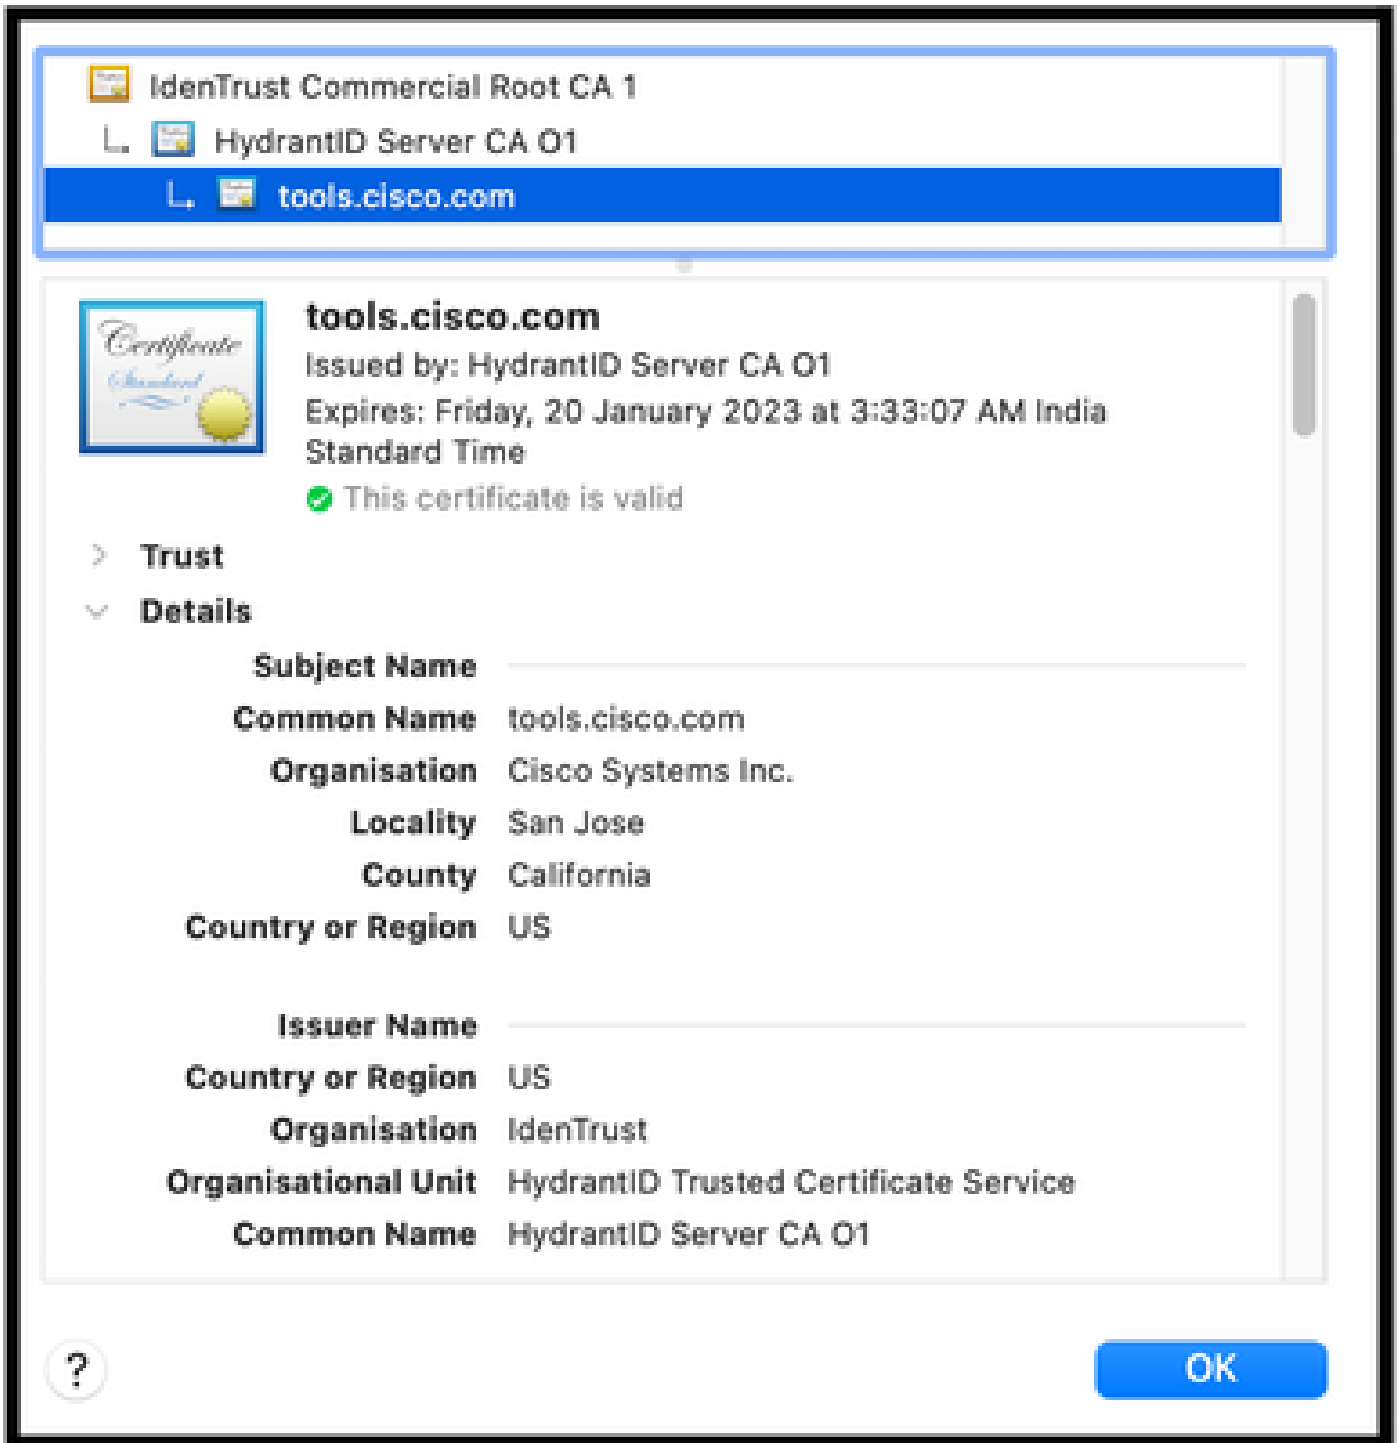 IdenTrust Commercial Root CA 1
HydrantID Server CA O1
tools.cisco.com
Certificate
Standard
tools.cisco.com
Issued by: HydrantID Server CA O1
Expires: Friday, 20 January 2023 at 3:33:07 AM India
Standard Time
This certificate is valid
Trust
Details
Subject Name
Common Name tools.cisco.com
Organisation Cisco Systems Inc.
Locality San Jose
County California
Country or Region US
Issuer Name
Country or Region US
Organisation IdenTrust
Organisational Unit HydrantID Trusted Certificate Service
Common Name HydrantID Server CA O1
?
OK